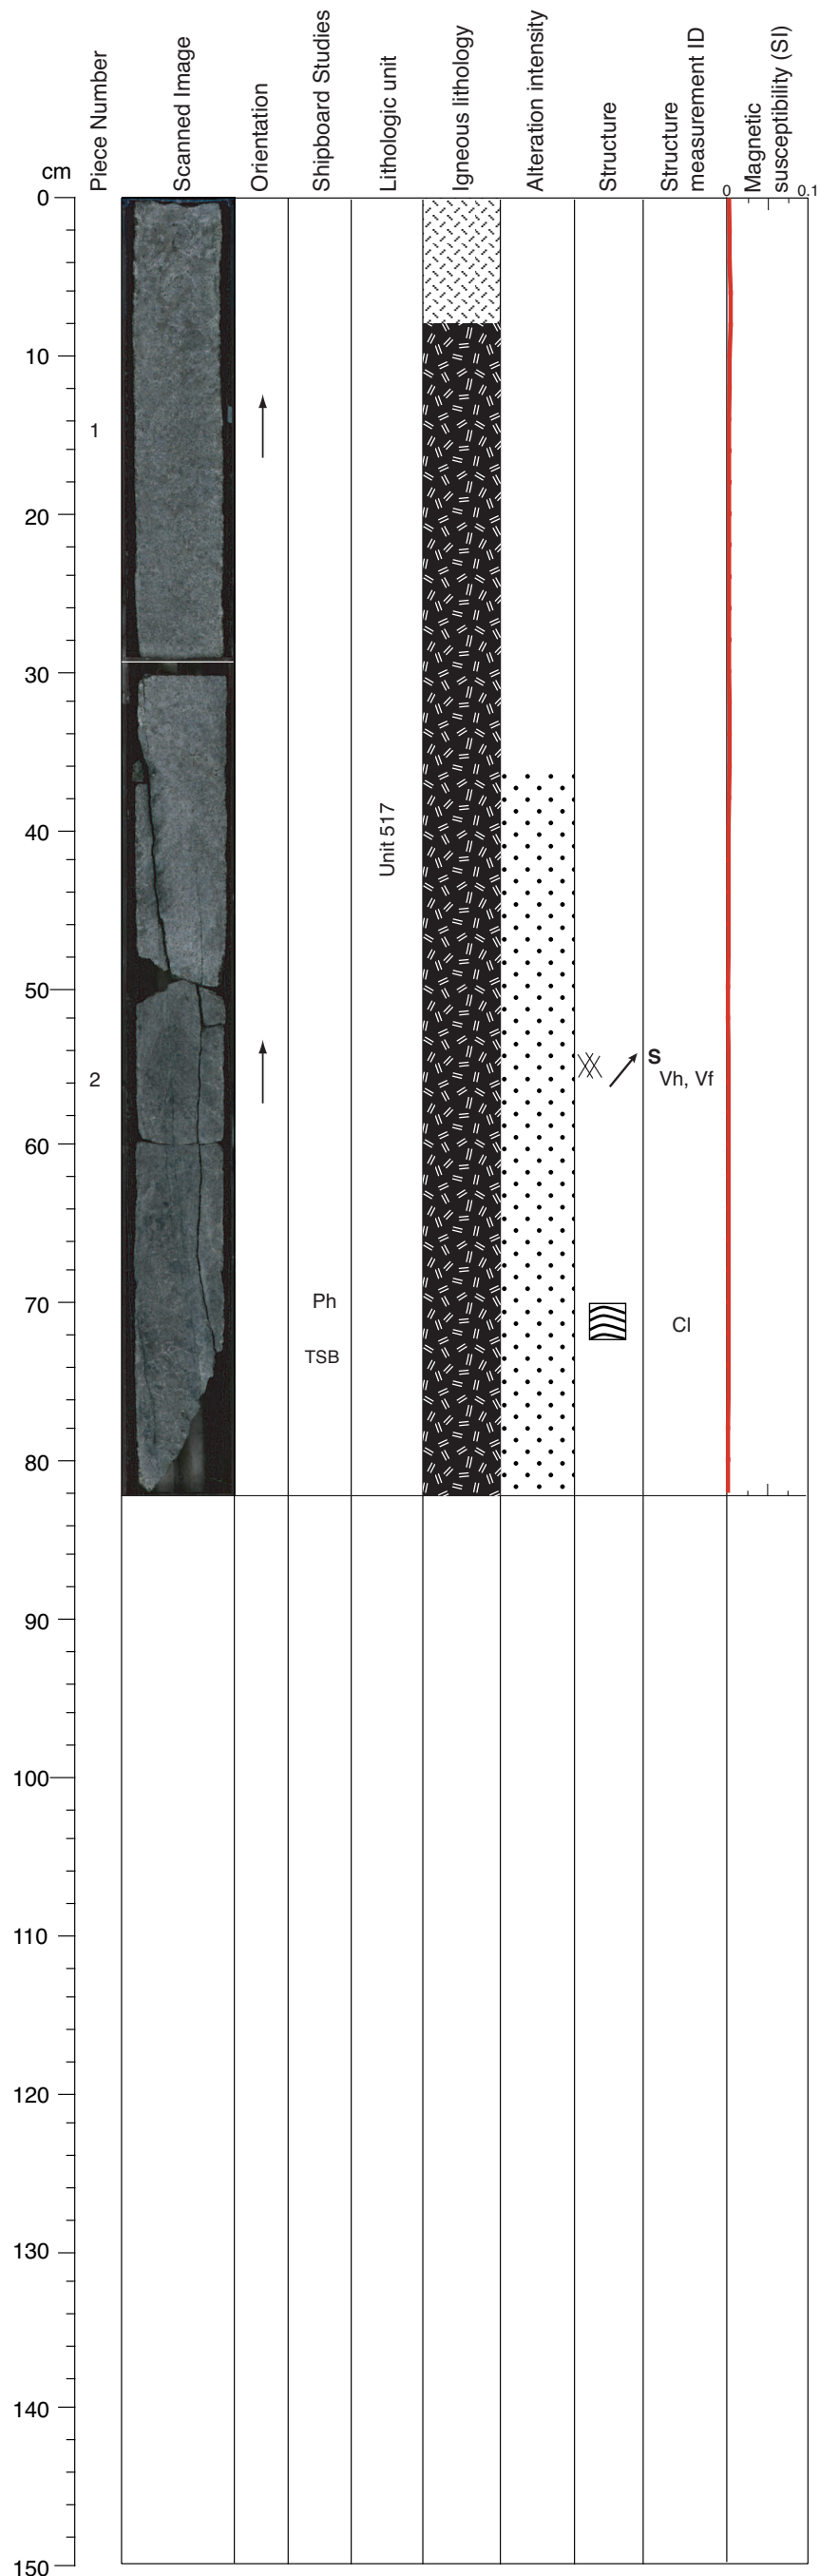 cm
Piece Number
Scanned Image
Orientation
Shipboard Studies
Lithologic unit
Igneous lithology
Alteration intensity
Structure
Structure
measurement ID
Magnetic
susceptibility (SI)
0 0.1
0
10
1
20
30
40
Unit 517
50
S
2
Vh, Vf
60
Ph
70
Cl
TSB
80
90
100
110
120
130
140
150